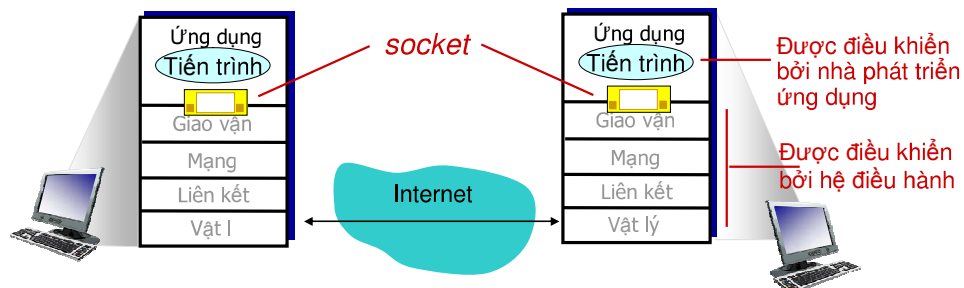 Ứng dụng
Tiến trình
Giao vận
Mạng
Liên kết
Vật l
socket
Internet
Ứng dụng
Tiến trình
Giao vận
Mạng
Liên kết
Vật lý
Được điều khiển
bởi nhà phát triển
ứng dụng
Được điều khiển
bởi hệ điều hành